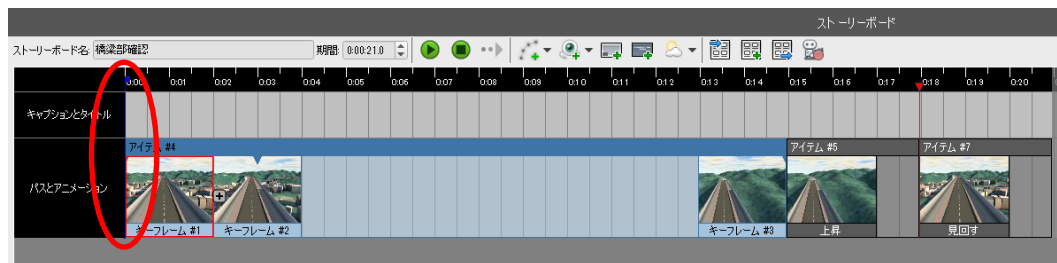 ストーリーボード
ストーリーボード名: 橋梁部確認 期間: 0:00:21.0
0:00 0:01 0:02 0:03 0:04 0:05 0:06 0:07 0:08 0:09 0:10 0:11 0:12 0:13 0:14 0:15 0:16 0:17 0:18 0:19 0:20
キャプションとタイトル
アイテム #4 アイテム #5 アイテム #7
パスとアニメーション
キーフレーム #1 キーフレーム #2 キーフレーム #3 上昇 見回す